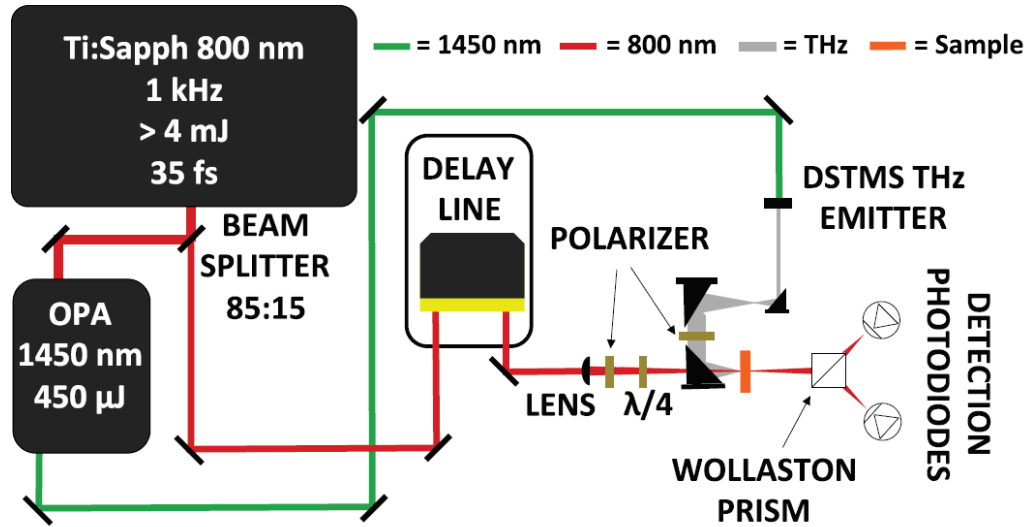 Ti:Sapph 800 nm
1 kHz
> 4 mJ
35 fs
= 1450 nm
= 800 nm
= THz
= Sample
BEAM
SPLITTER
85:15
DELAY
LINE
DSTMS THz
EMITTER
POLARIZER
OPA
1450 nm
450 µJ
LENS
λ/4
DETECTION
PHOTODIODES
WOLLASTON
PRISM